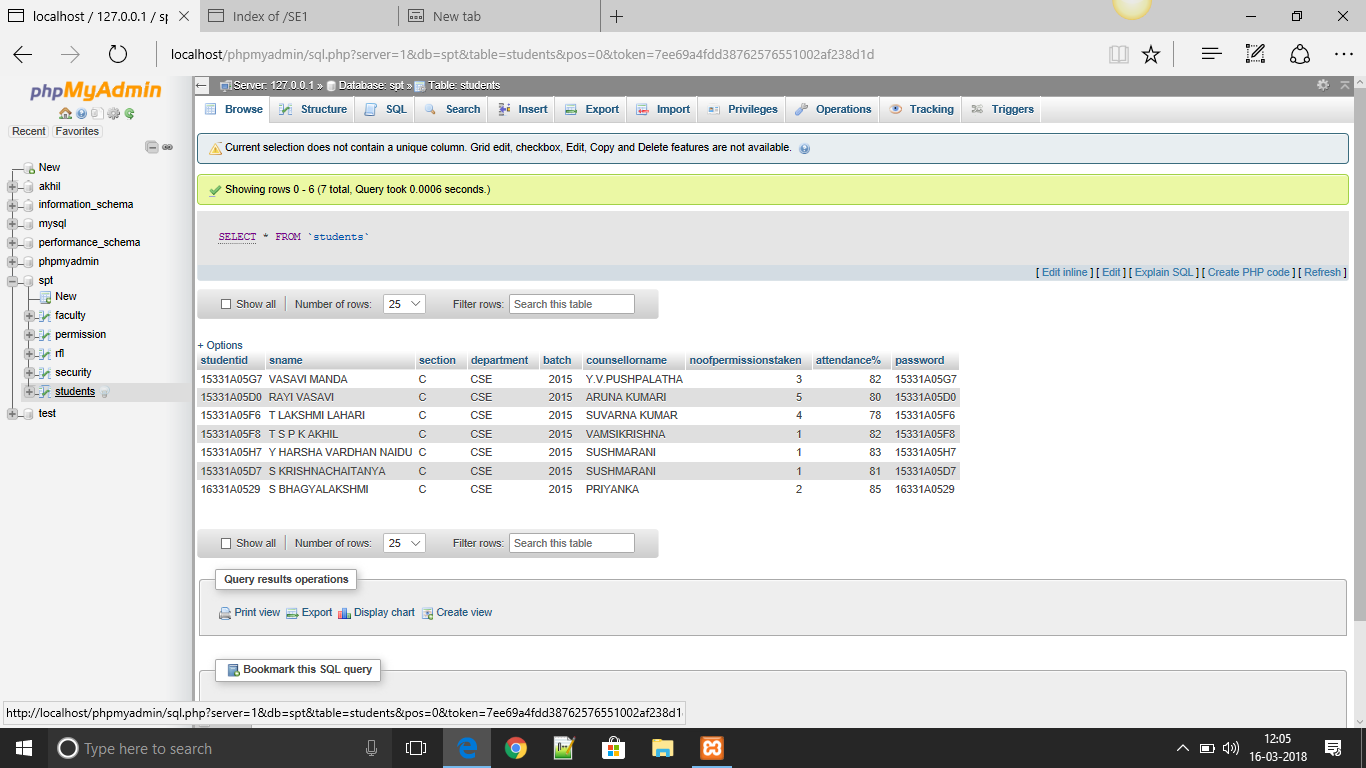 localhost / 127.0.0.1 / sp
Index of /SE1
New tab
localhost/phpmyadmin/sql.php?server=1&db=spt&table=students&pos=0&token=7ee69a4fdd38762576551002af238d1d
phpMyAdmin
Recent Favorites
New
akhil
information_schema
mysql
performance_schema
phpmyadmin
spt
New
faculty
permission
rfl
security
students
test
Server: 127.0.0.1 » Database: spt » Table: students
Browse Structure SQL Search Insert Export Import Privileges Operations Tracking Triggers
Current selection does not contain a unique column. Grid edit, checkbox, Edit, Copy and Delete features are not available.
Showing rows 0 - 6 (7 total, Query took 0.0006 seconds.)
SELECT * FROM `students`
[ Edit inline ] [ Edit ] [ Explain SQL ] [ Create PHP code ] [ Refresh ]
Show all Number of rows: 25 Filter rows: Search this table
+ Options
studentid sname section department batch counsellorname noofpermissionstaken attendance% password
15331A05G7 VASAVI MANDA C CSE 2015 Y.V.PUSHPALATHA 3 82 15331A05G7
15331A05D0 RAYI VASAVI C CSE 2015 ARUNA KUMARI 5 80 15331A05D0
15331A05F6 T LAKSHMI LAHARI C CSE 2015 SUVARNA KUMAR 4 78 15331A05F6
15331A05F8 T S P K AKHIL C CSE 2015 VAMSIKRISHNA 1 82 15331A05F8
15331A05H7 Y HARSHA VARDHAN NAIDU C CSE 2015 SUSHMARANI 1 83 15331A05H7
15331A05D7 S KRISHNACHAITANYA C CSE 2015 SUSHMARANI 1 81 15331A05D7
16331A0529 S BHAGYALAKSHMI C CSE 2015 PRIYANKA 2 85 16331A0529
Show all Number of rows: 25 Filter rows: Search this table
Query results operations
Print view Export Display chart Create view
Bookmark this SQL query
http://localhost/phpmyadmin/sql.php?server=1&db=spt&table=students&pos=0&token=7ee69a4fdd38762576551002af238d1
Type here to search
12:05
16-03-2018